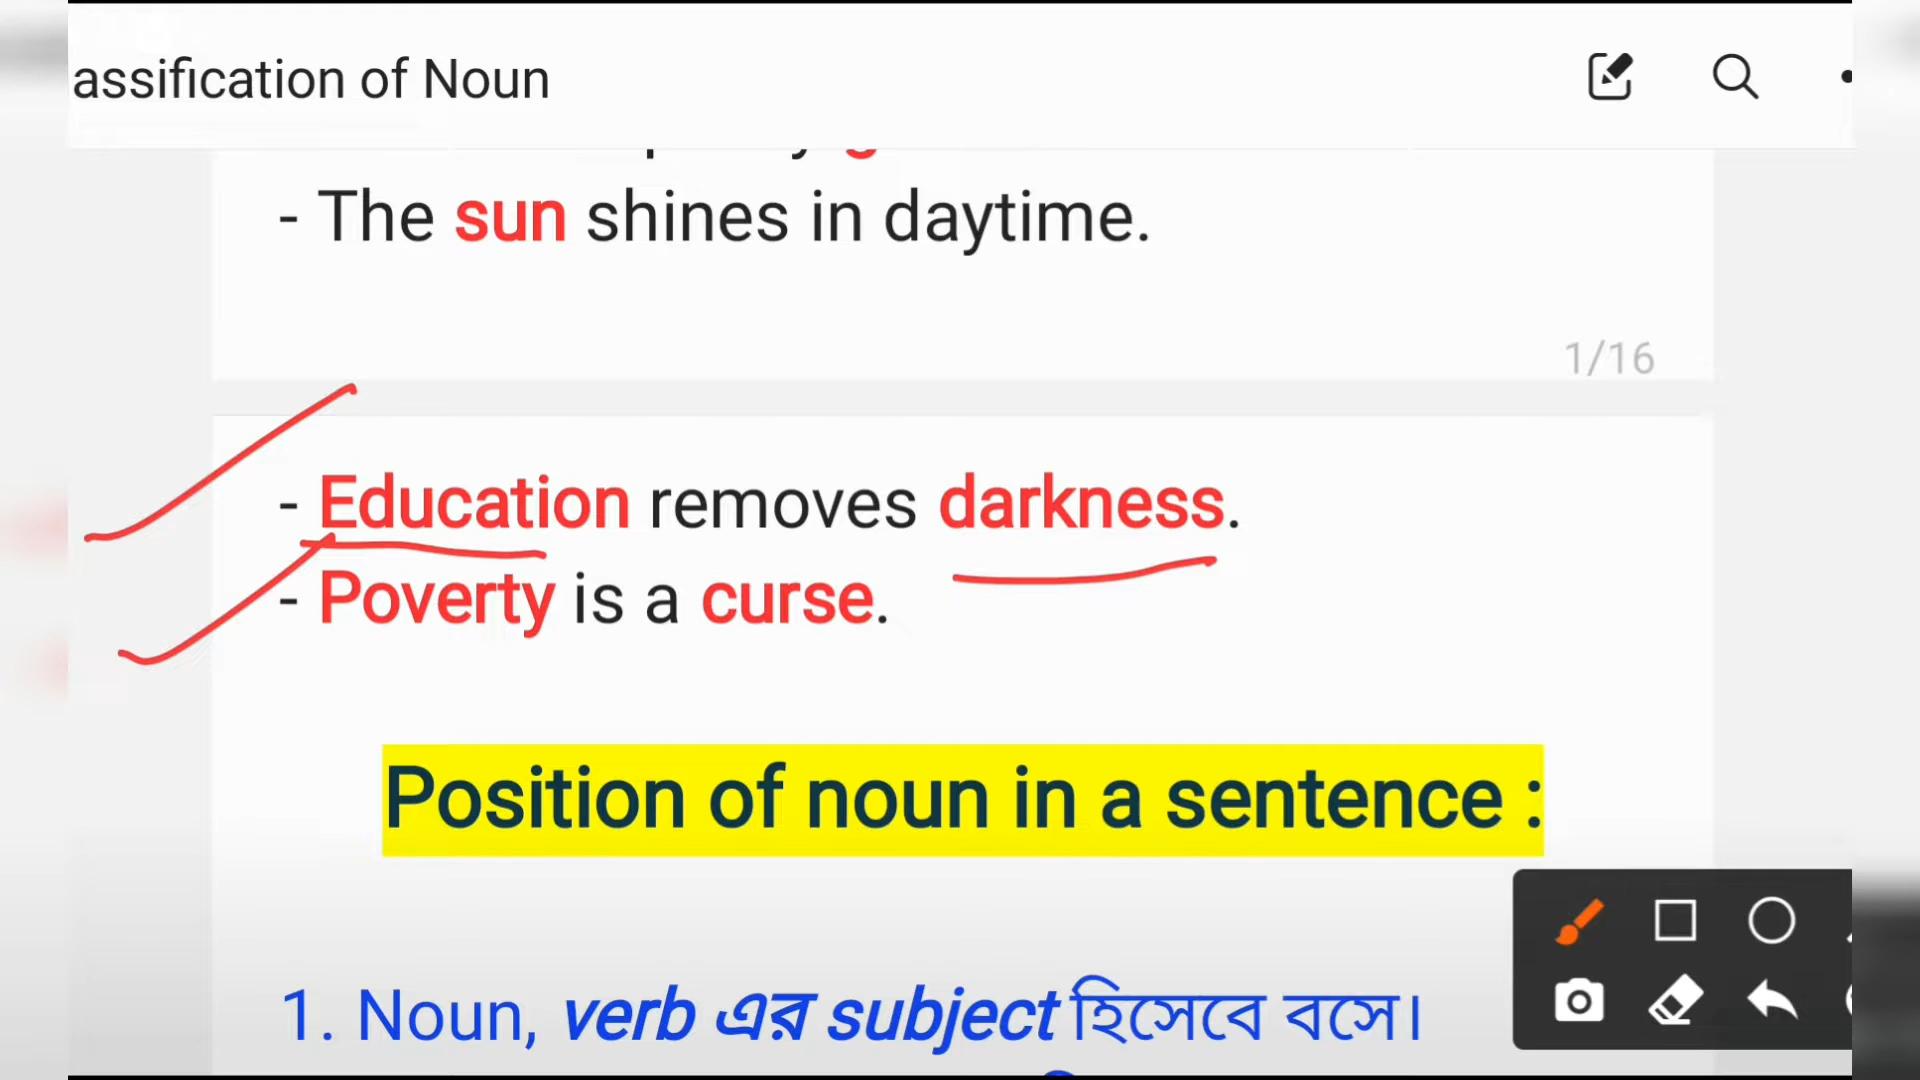 assification of Noun
- The sun shines in daytime.
1/16
- Education removes darkness.
- Poverty is a curse.
Position of noun in a sentence :
1. Noun, verb এর subject হিসেবে বসে।